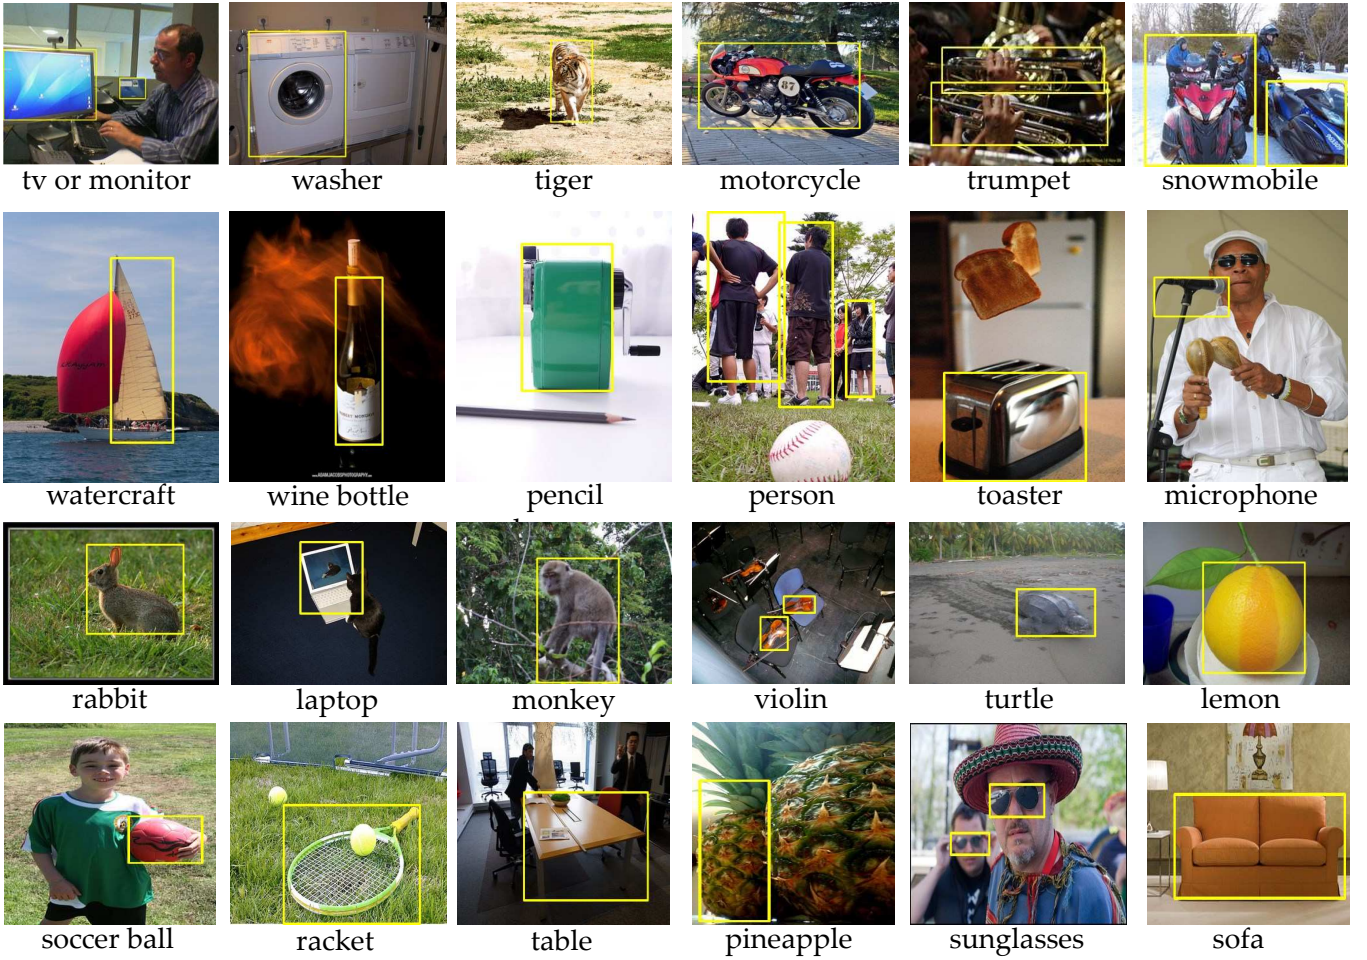 tv or monitor
washer
87
tiger
motorcycle
trumpet
snowmobile
watercraft
wine bottle
pencil
person
toaster
microphone
rabbit
laptop
monkey
violin
turtle
lemon
soccer ball
racket
table
pineapple
sunglasses
sofa